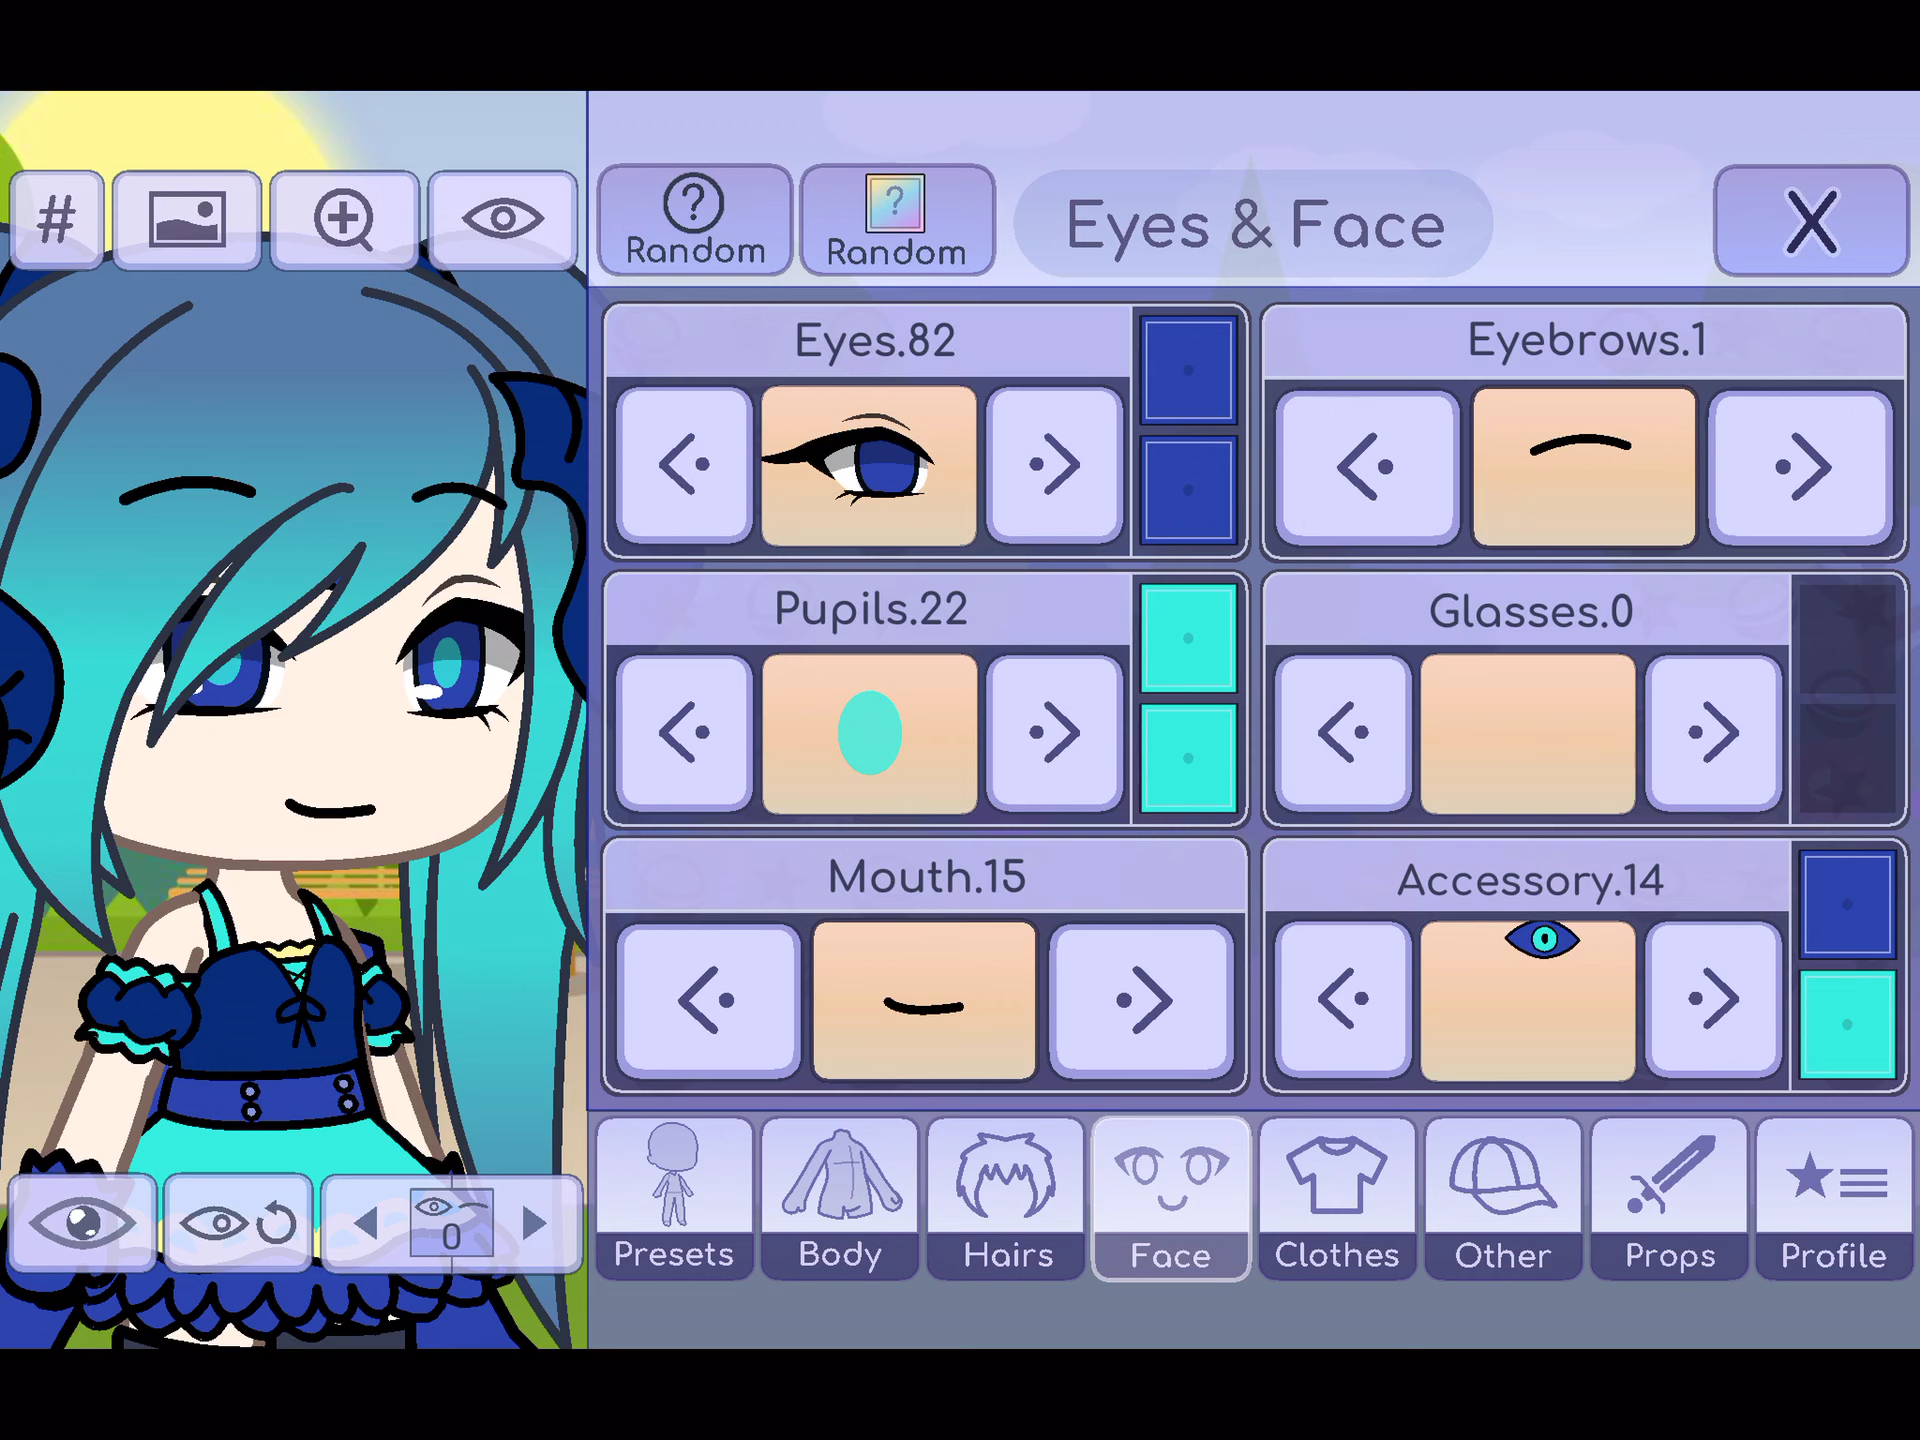 #
? Random
? Random
Eyes & Face
X
Eyes.82
Eyebrows.1
Pupils.22
Glasses.0
Mouth.15
Accessory.14
0
Presets
Body
Hairs
Face
Clothes
Other
Props
Profile